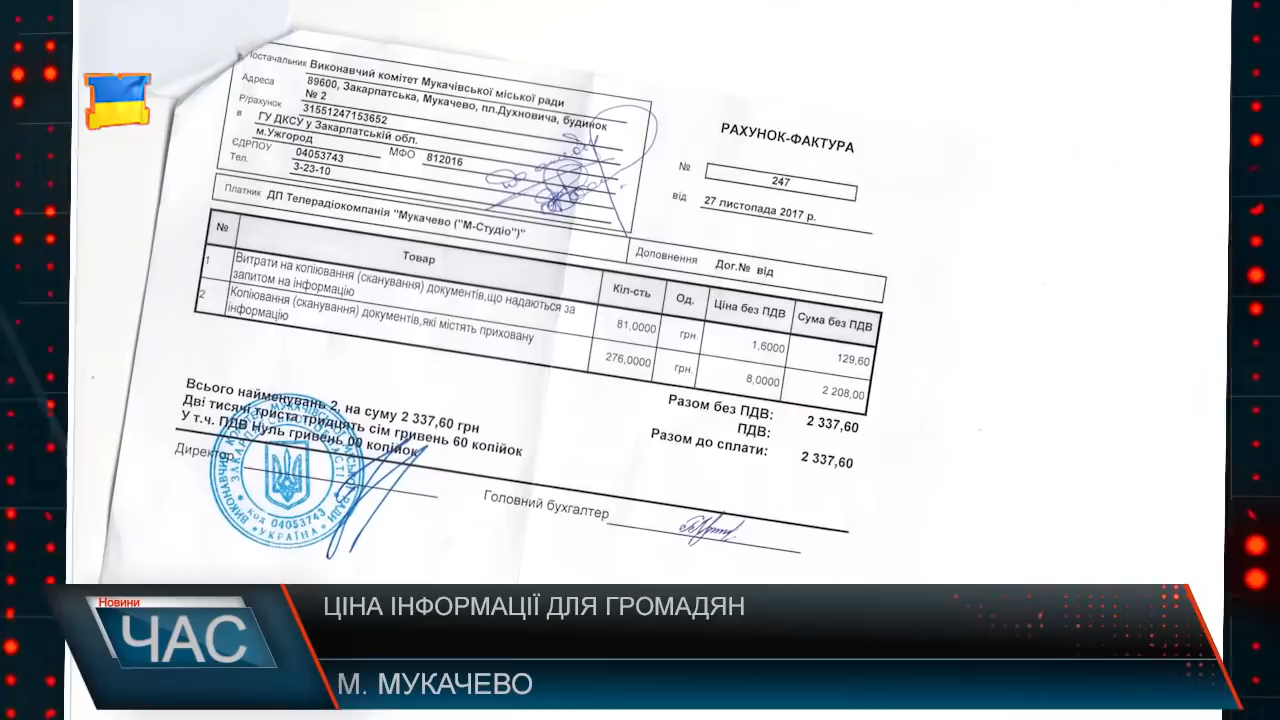 Постачальник Виконавчий комітет Мукачівської міської ради
Адреса 89600, Закарпатська, Мукачево, пл.Духновича, будинок
№ 2
Р/рахунок 31551247153652
в ГУ ДКСУ у Закарпатській обл.
м.Ужгород
ЄДРПОУ 04053743 МФО 812016
Тел. 3-23-10
РАХУНОК-ФАКТУРА
№ 247
від 27 листопада 2017 р.
Платник ДП Телерадіокомпанія "Мукачево ("М-Студіо")"
Доповнення Дог.№ від
№ Товар Кіл-сть Од. Ціна без ПДВ Сума без ПДВ
1 Витрати на копіювання (сканування) документів,що надаються за
запитом на інформацію 81,0000 грн 1,6000 129,60
2 Копіювання (сканування) документів,які містять приховану
інформацію 276,0000 грн. 8,0000 2 208,00
Разом без ПДВ: 2 337,60
ПДВ:
Разом до сплати: 2 337,60
Всього найменувань 2, на суму 2 337,60 грн
Дві тисячі триста тридцять сім гривень 60 копійок
У т.ч. ПДВ Нуль гривень 00 копійок
Директор
Головний бухгалтер
код 04053743
УКРАЇНА
Новини
ЧАС
ЦІНА ІНФОРМАЦІЇ ДЛЯ ГРОМАДЯН
М. МУКАЧЕВО